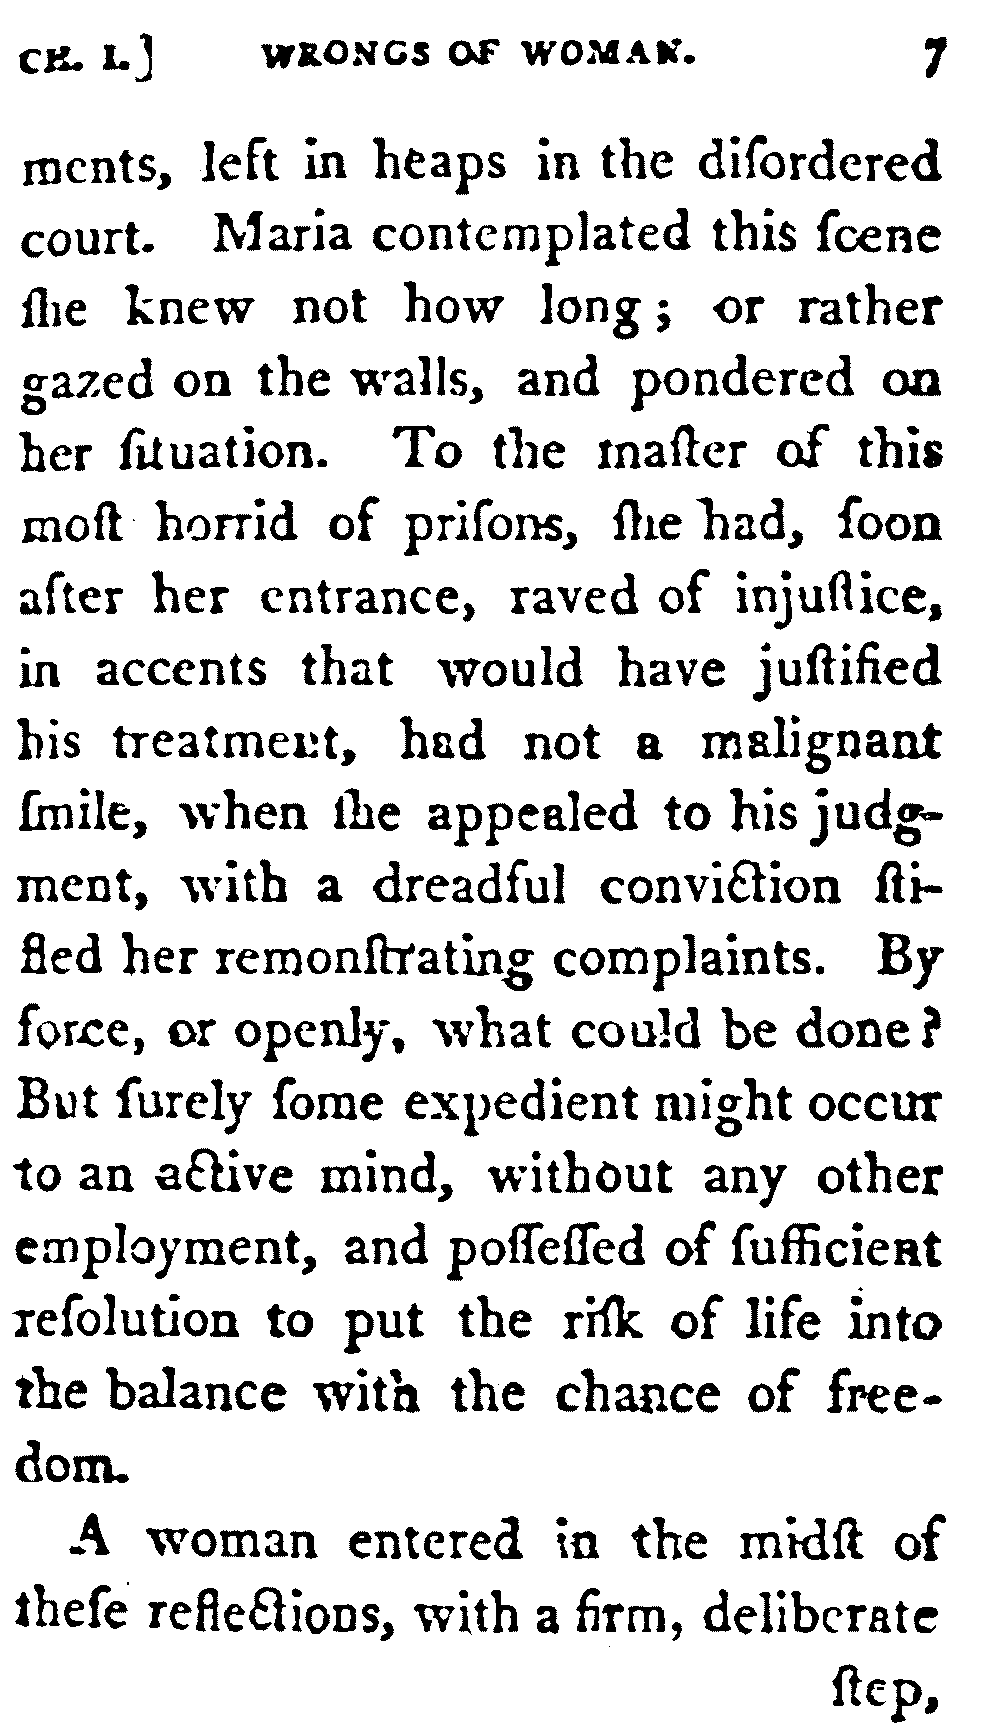 CH. I.] WRONGS OF WOMAN. 7
ments, left in heaps in the diſordered
court. Maria contemplated this ſcene
ſhe knew not how long; or rather
gazed on the walls, and pondered on
her ſituation. To the maſter of this
moſt horrid of priſons, ſhe had, ſoon
after her entrance, raved of injuſtice,
in accents that would have juſtified
his treatment, had not a malignant
ſmile, when ſhe appealed to his judg-
ment, with a dreadful conviction ſti-
fled her remonſtrating complaints. By
force, or openly, what could be done?
But ſurely ſome expedient might occur
to an active mind, without any other
employment, and poſſeſſed of ſufficient
reſolution to put the riſk of life into
the balance with the chance of free-
dom.
A woman entered in the midſt of
theſe reflections, with a firm, deliberate
ſtep,